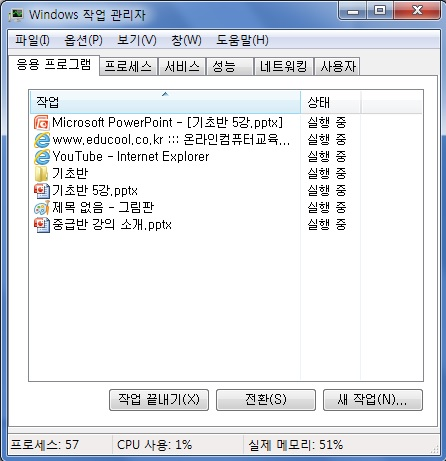 Windows 작업 관리자
파일(I) 옵션(P) 보기(V) 창(W) 도움말(H)
응용 프로그램 프로세스 서비스 성능 네트워킹 사용자
작업 상태
Microsoft PowerPoint - [기초반 5강.pptx] 실행 중
www.educool.co.kr ::: 온라인컴퓨터교육... 실행 중
YouTube - Internet Explorer 실행 중
기초반 실행 중
기초반 5강.pptx 실행 중
제목 없음 - 그림판 실행 중
중급반 강의 소개.pptx 실행 중
작업 끝내기(X) 전환(S) 새 작업(N)...
프로세스: 57 CPU 사용: 1% 실제 메모리: 51%